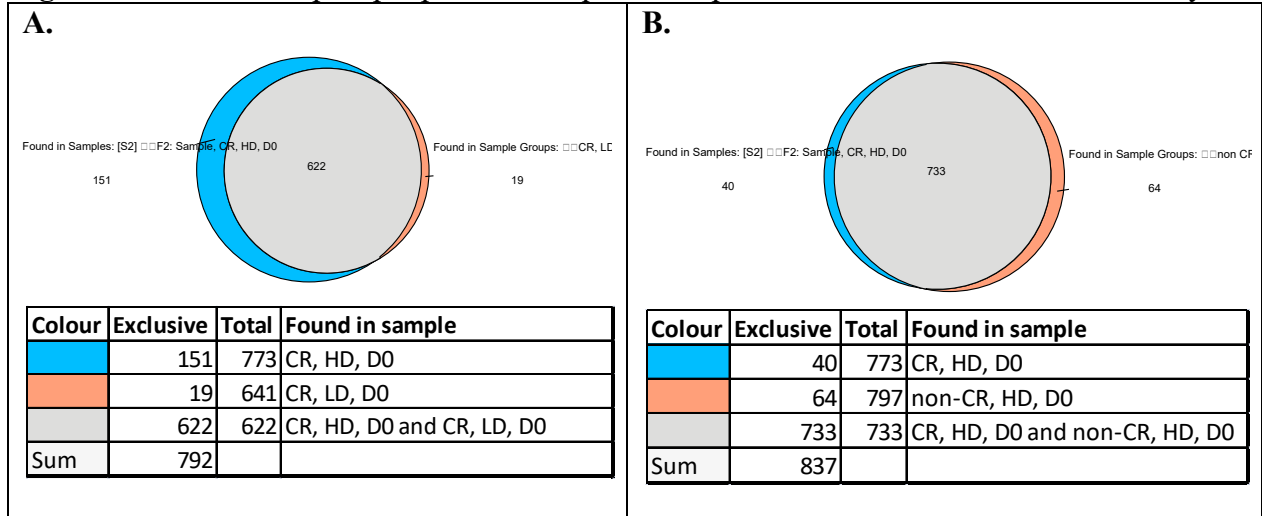 A.
Found in Samples: [S2] □□F2: Sample, CR, HD, D0
151
622
Found in Sample Groups: □□CR, LD
19
Colour Exclusive Total Found in sample
151 773 CR, HD, D0
19 641 CR, LD, D0
622 622 CR, HD, D0 and CR, LD, D0
Sum 792
B.
Found in Samples: [S2] □□F2: Sample, CR, HD, D0
40
733
Found in Sample Groups: □□non CR
64
Colour Exclusive Total Found in sample
40 773 CR, HD, D0
64 797 non-CR, HD, D0
733 733 CR, HD, D0 and non-CR, HD, D0
Sum 837